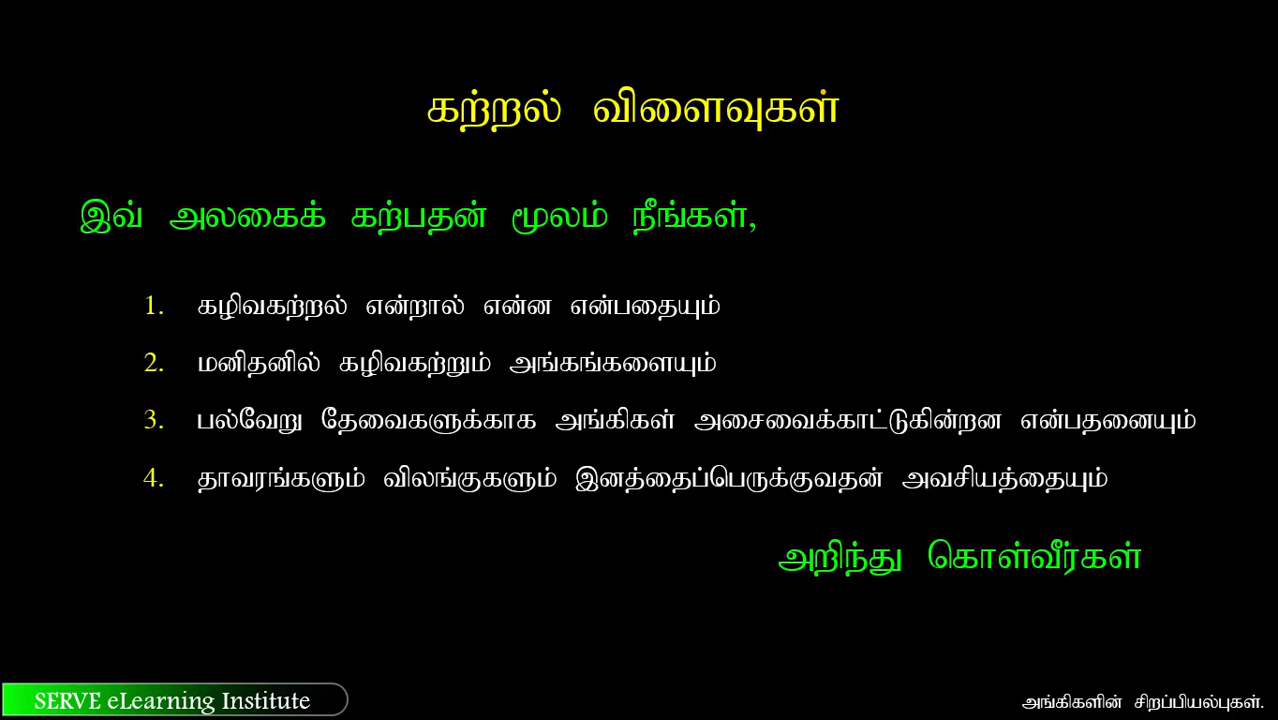 கற்றல் விளைவுகள்
இவ் அலகைக் கற்பதன் மூலம் நீங்கள்,
1. கழிவகற்றல் என்றால் என்ன என்பதையும்
2. மனிதனில் கழிவகற்றும் அங்கங்களையும்
3. பல்வேறு தேவைகளுக்காக அங்கிகள் அசைவைக்காட்டுகின்றன என்பதனையும்
4. தாவரங்களும் விலங்குகளும் இனத்தைப்பெருக்குவதன் அவசியத்தையும்
அறிந்து கொள்வீர்கள்
SERVE eLearning Institute
அங்கிகளின் சிறப்பியல்புகள்.